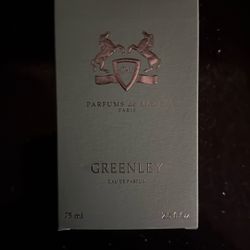 PARFUMS de MARLY
PARIS
GREENLEY
EAU DE PARFUM
75 ml